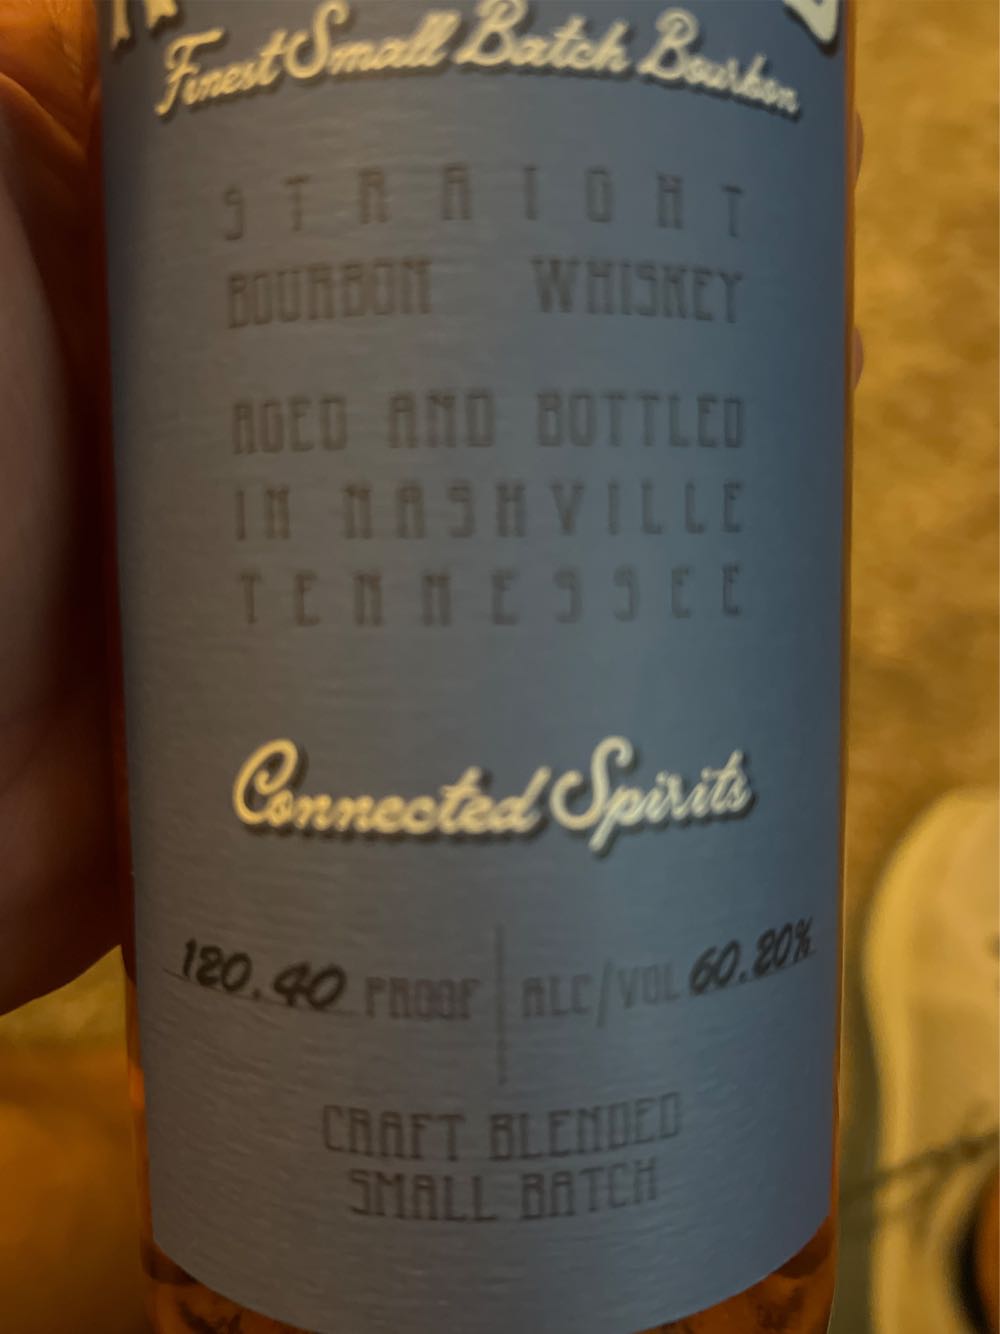 Finest Small Batch Bourbon
STRAIGHT
BOURBON WHISKEY
AGED AND BOTTLED
IN NASHVILLE
TENNESSEE
Connected Spirits
120.40 PROOF | ALC/VOL 60.20%
CRAFT BLENDED
SMALL BATCH